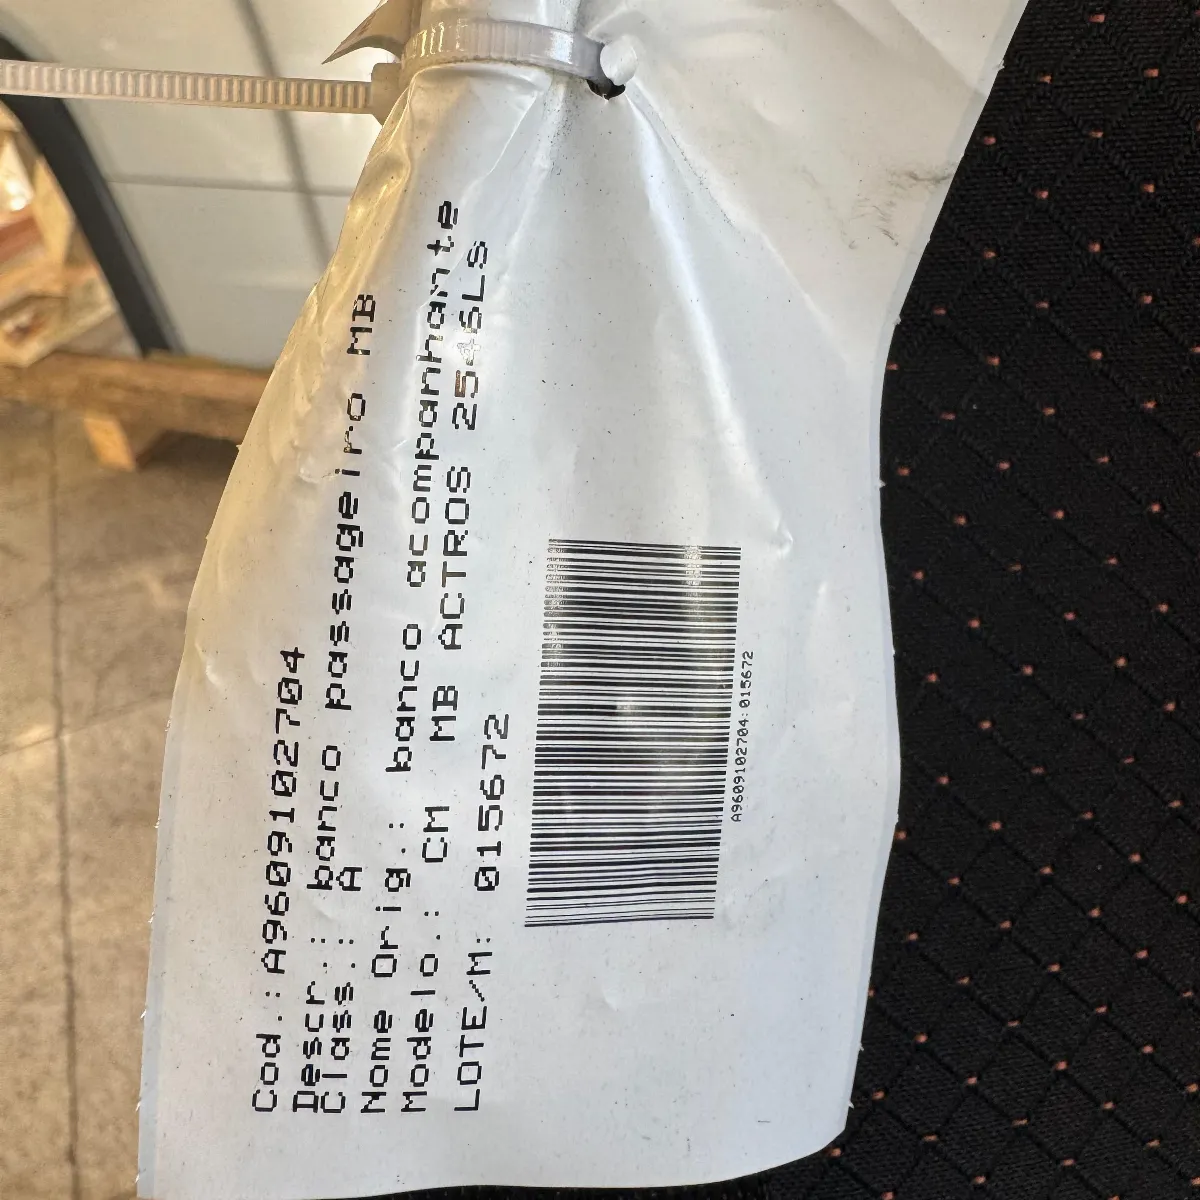 Cod.:A9609102704
Descr.: banco passageiro MB
Class.: A
Nome Orig.: banco acompanhante
Modelo.: CM MB ACTROS 2546LS
LOTE/M: 015672
A9609102704:015672